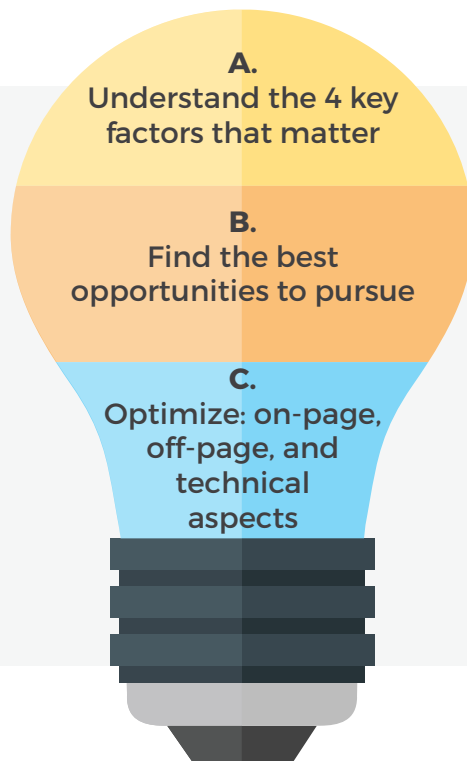 A.
Understand the 4 key
factors that matter
B.
Find the best
opportunities to pursue
C.
Optimize: on-page,
off-page, and
technical
aspects